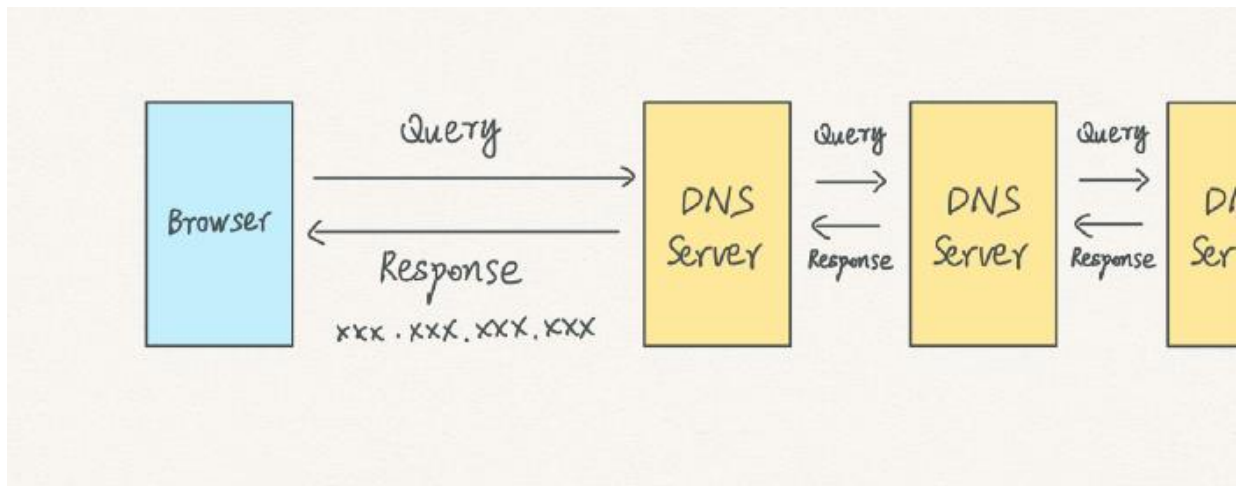 Query
Query
Query
Browser
DNS
Server
DNS
Server
Response
xxx.xxx.xxx.xxx
Response
Response